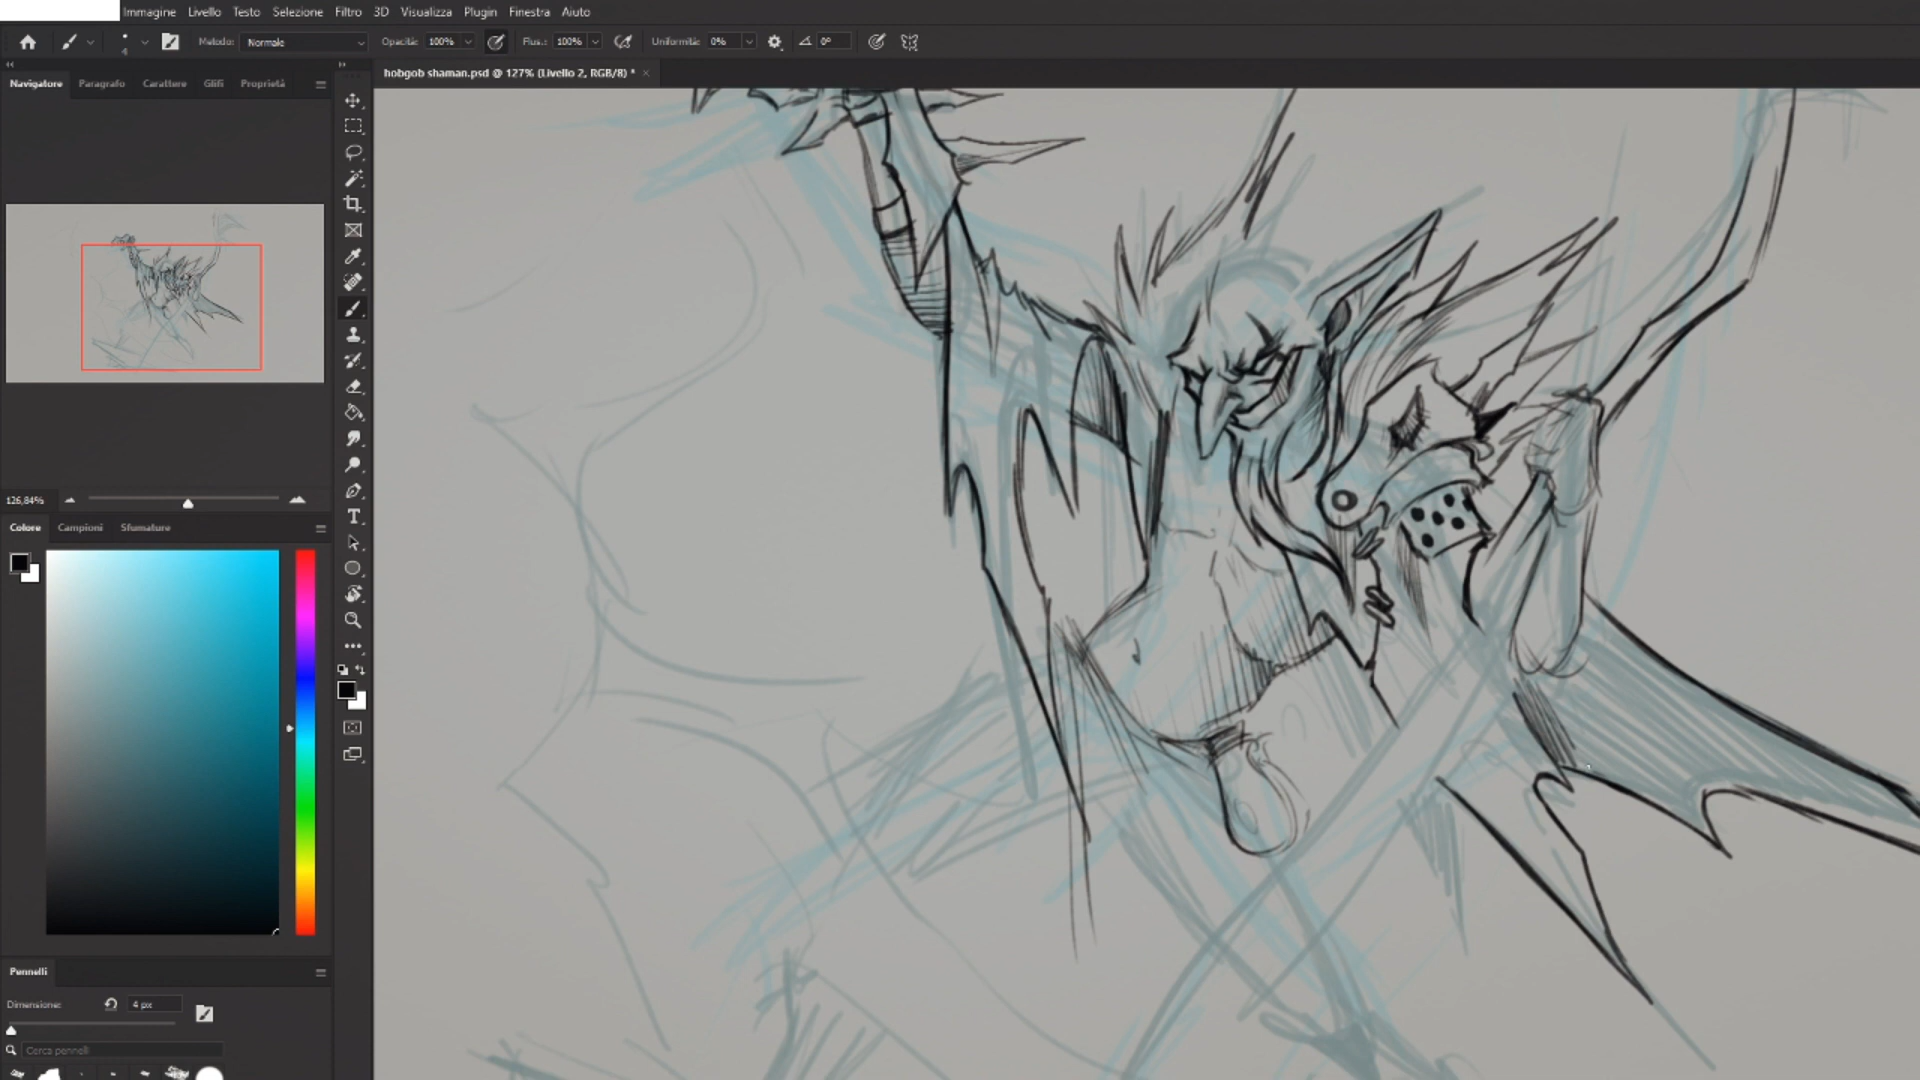 Immagine Livello Testo Selezione Filtro 3D Visualizza Plugin Finestra Aiuto
4 Metodo: Normale Opacità: 100% Flus.: 100% Uniformità: 0% 0°
hobgob shaman.psd @ 127% (Livello 2, RGB/8) *
Navigatore Paragrafo Carattere Glifi Proprietà
126,84%
Colore Campioni Sfumature
Pennelli
Dimensione: 4 px
Cerca pennelli